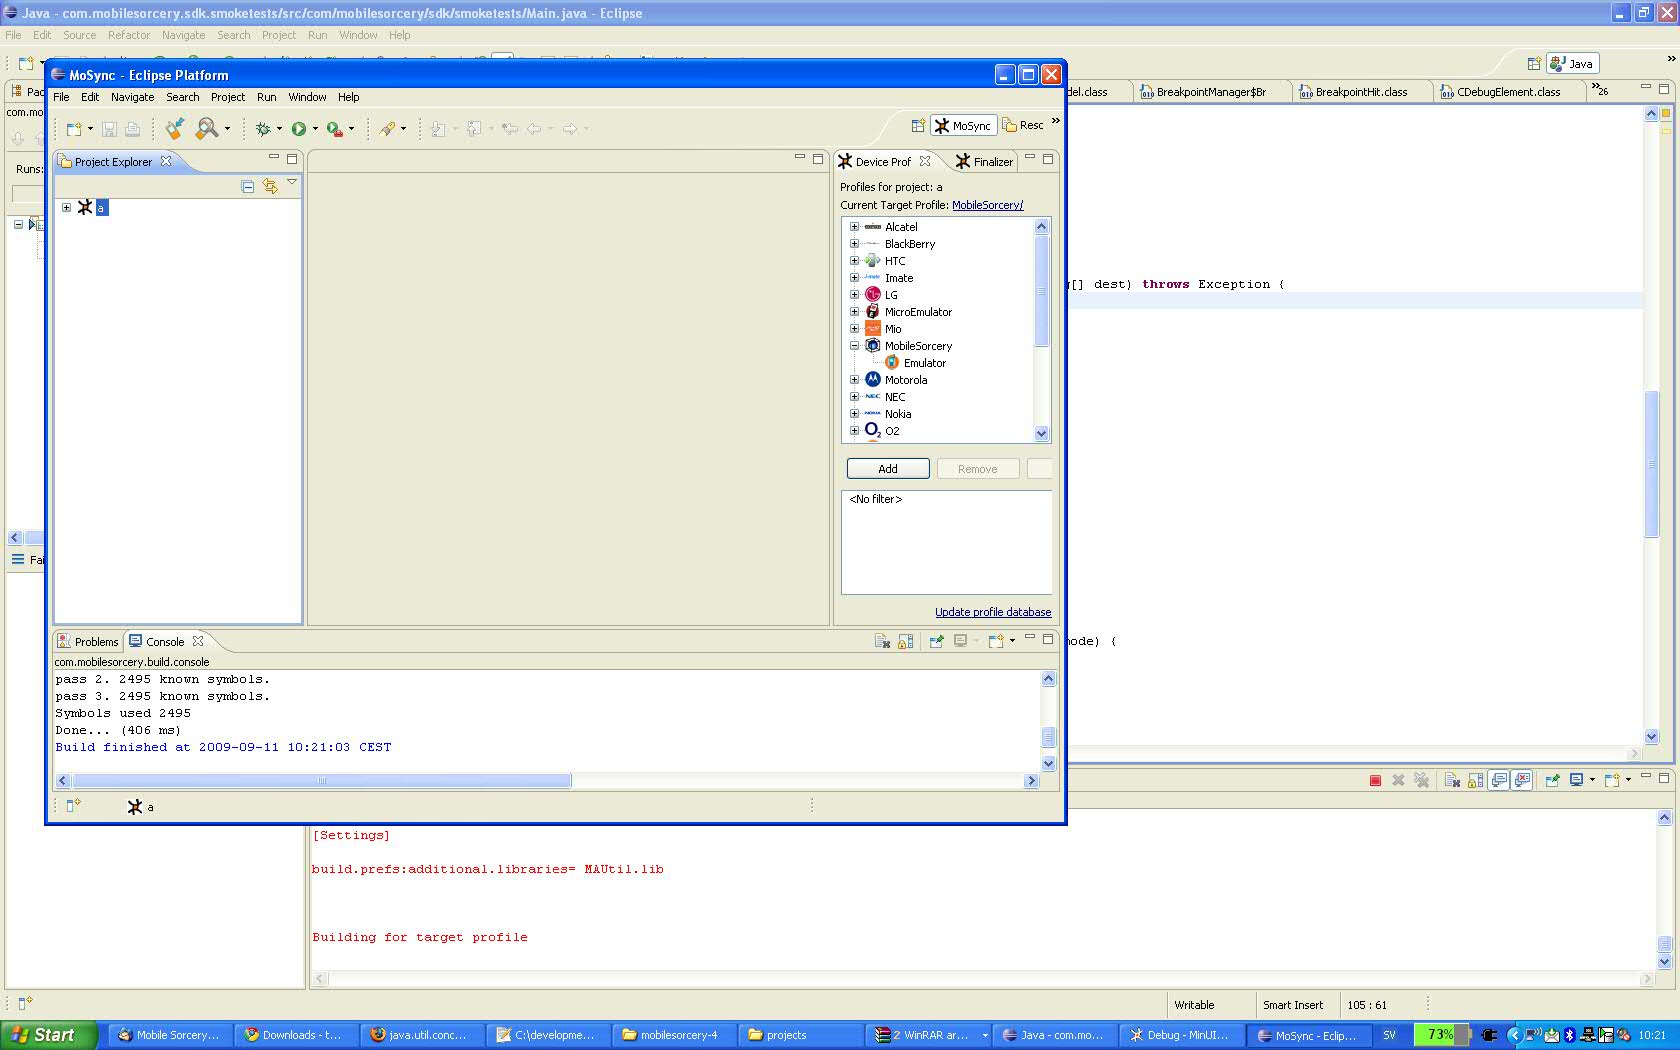 Java - com.mobilesorcery.sdk.smoketests/src/com/mobilesorcery/sdk/smoketests/Main.java - Eclipse
File Edit Source Refactor Navigate Search Project Run Window Help
Java
MoSync - Eclipse Platform
File Edit Navigate Search Project Run Window Help
MoSync Resc
Pac
del.class BreakpointManager$Br BreakpointHit.class CDebugElement.class 26
com.mo
Runs:
Project Explorer
a
Device Prof Finalizer
Profiles for project: a
Current Target Profile: MobileSorcery/
Alcatel
BlackBerry
HTC
Imate
LG
MicroEmulator
Mio
MobileSorcery
Emulator
Motorola
NEC
Nokia
O2
Add Remove
<No filter>
Update profile database
[] dest) throws Exception {
ode) {
Fai
Problems Console
com.mobilesorcery.build.console
pass 2. 2495 known symbols.
pass 3. 2495 known symbols.
Symbols used 2495
Done... (406 ms)
Build finished at 2009-09-11 10:21:03 CEST
a
[Settings]
build.prefs:additional.libraries= MAUtil.lib
Building for target profile
Writable Smart Insert 105 : 61
Start Mobile Sorcery... Downloads - t... java.util.conc... C:\developme... mobilesorcery-4 projects 2 WinRAR ar... Java - com.mo... Debug - MinUI... MoSync - Eclip... SV 73% 10:21